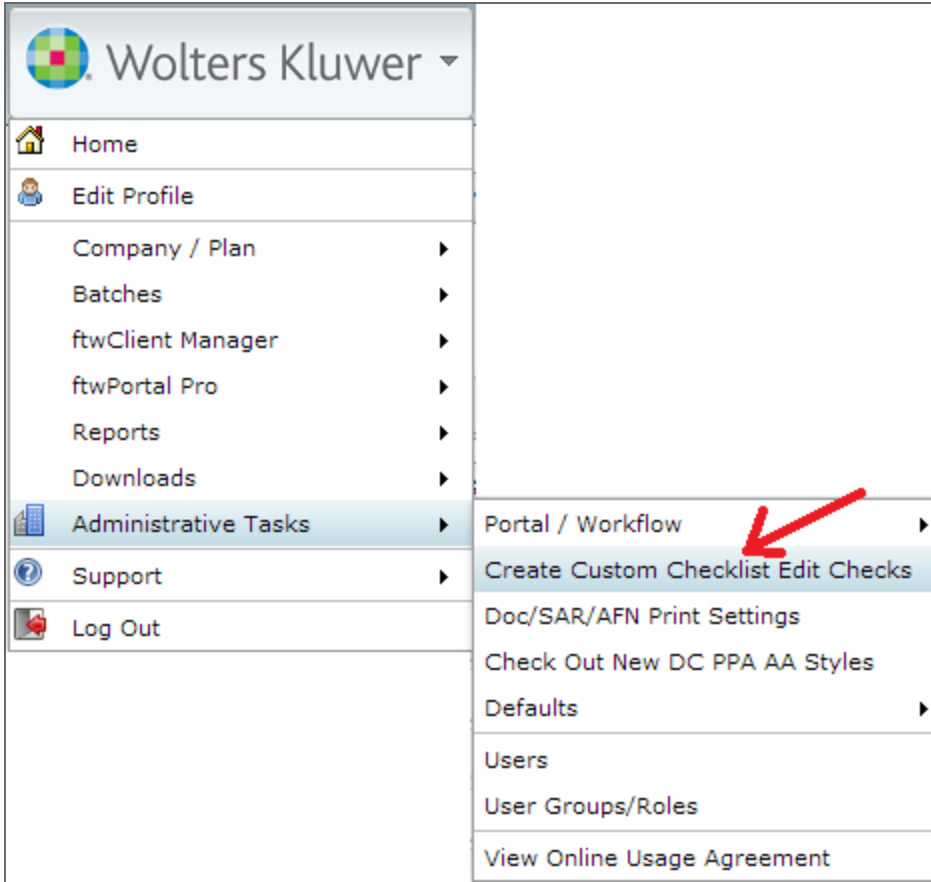 Wolters Kluwer
Home
Edit Profile
Company / Plan
Batches
ftwClient Manager
ftwPortal Pro
Reports
Downloads
Administrative Tasks
Support
Log Out
Portal / Workflow
Create Custom Checklist Edit Checks
Doc/SAR/AFN Print Settings
Check Out New DC PPA AA Styles
Defaults
Users
User Groups/Roles
View Online Usage Agreement